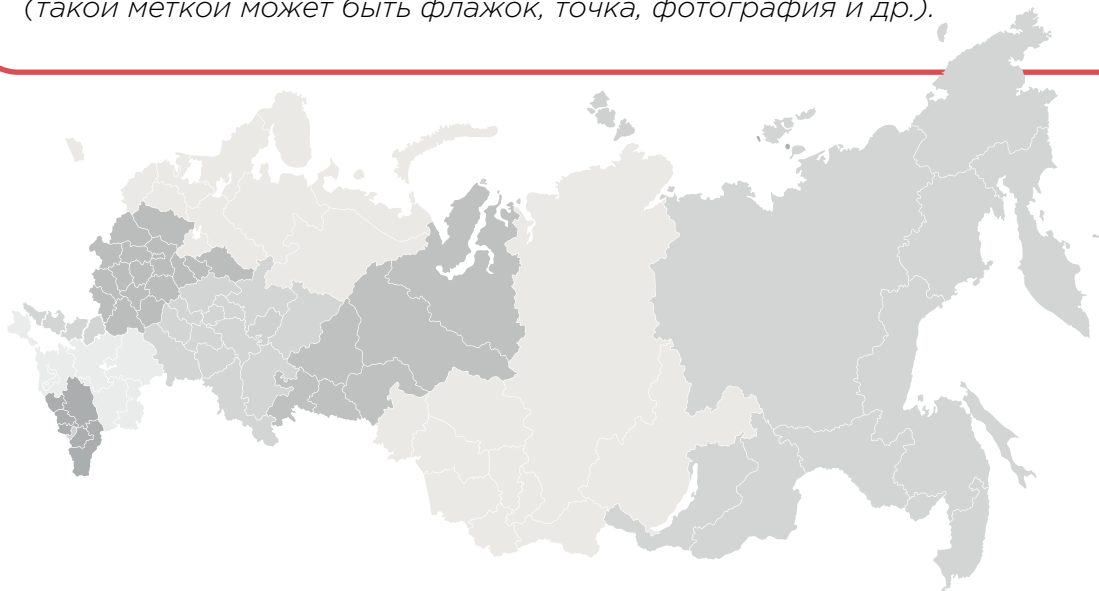 (такой меткой может быть флажок, точка, фотография и др.).